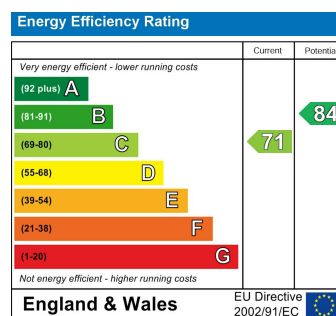 Energy Efficiency Rating
Current Potentia
Very energy efficient - lower running costs
(92 plus) A
(81-91) B
84
(69-80) C
71
(55-68) D
(39-54) E
(21-38) F
(1-20) G
Not energy efficient - higher running costs
England & Wales
EU Directive
2002/91/EC